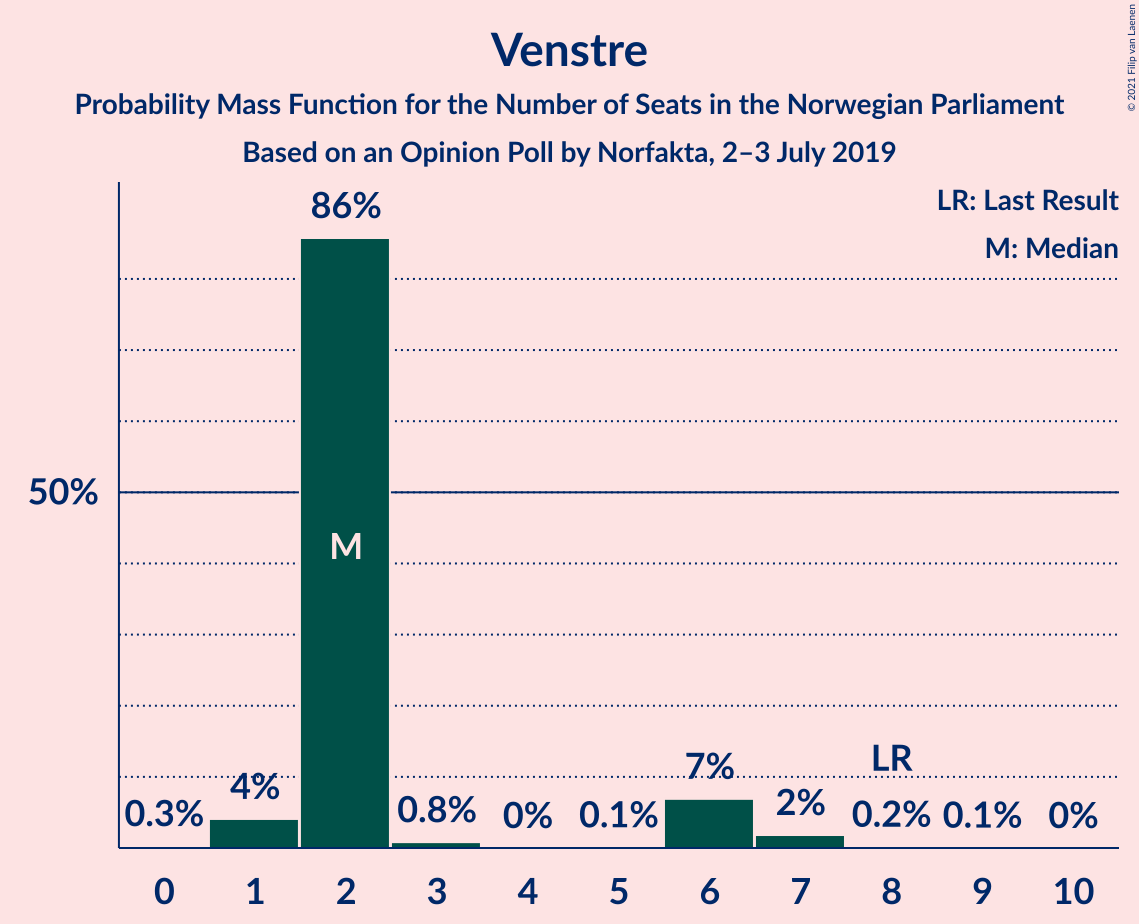 Venstre
Probability Mass Function for the Number of Seats in the Norwegian Parliament
Based on an Opinion Poll by Norfakta, 2–3 July 2019
© 2021 Filip van Laenen
LR: Last Result
M: Median
50%
0.3%
4%
86%
M
0.8%
0%
0.1%
7%
2%
LR
0.2%
0.1%
0%
0 1 2 3 4 5 6 7 8 9 10